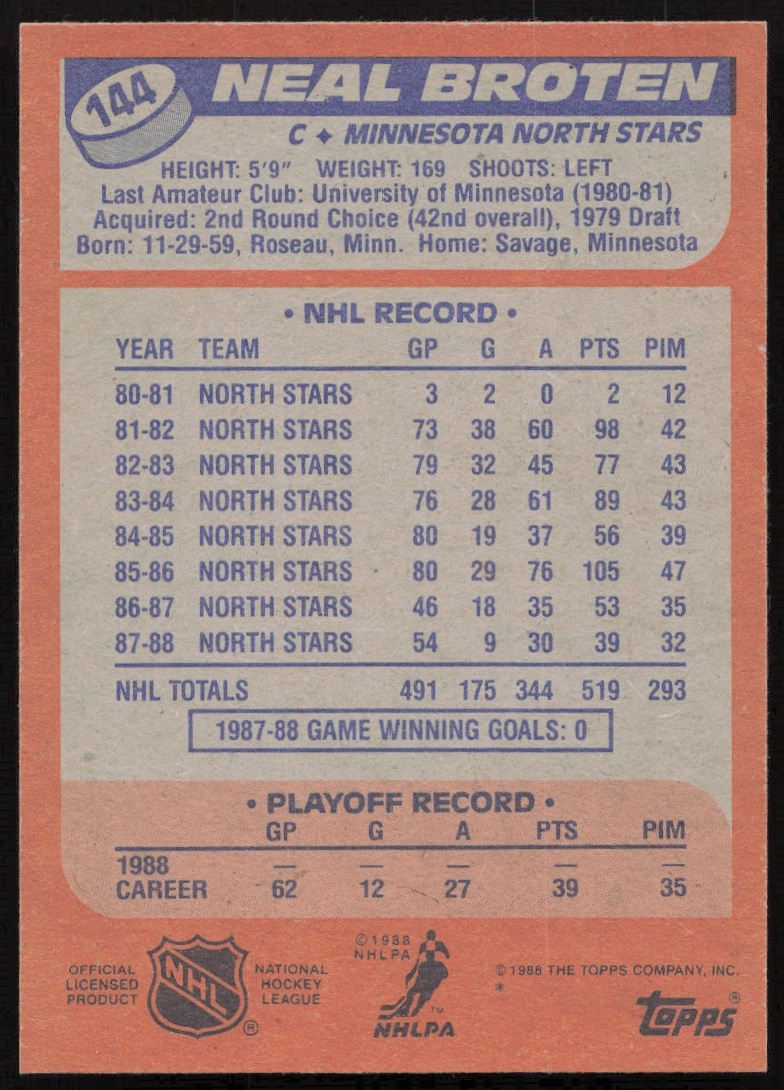 144
NEAL BROTEN
C ✦ MINNESOTA NORTH STARS
HEIGHT: 5'9" WEIGHT: 169 SHOOTS: LEFT
Last Amateur Club: University of Minnesota (1980-81)
Acquired: 2nd Round Choice (42nd overall), 1979 Draft
Born: 11-29-59, Roseau, Minn. Home: Savage, Minnesota
• NHL RECORD •
YEAR TEAM GP G A PTS PIM
80-81 NORTH STARS 3 2 0 2 12
81-82 NORTH STARS 73 38 60 98 42
82-83 NORTH STARS 79 32 45 77 43
83-84 NORTH STARS 76 28 61 89 43
84-85 NORTH STARS 80 19 37 56 39
85-86 NORTH STARS 80 29 76 105 47
86-87 NORTH STARS 46 18 35 53 35
87-88 NORTH STARS 54 9 30 39 32
NHL TOTALS 491 175 344 519 293
1987-88 GAME WINNING GOALS: 0
• PLAYOFF RECORD •
GP G A PTS PIM
1988 — — — — —
CAREER 62 12 27 39 35
OFFICIAL
LICENSED
PRODUCT
NHL
®
NATIONAL
HOCKEY
LEAGUE
©1988
NHLPA
TM
NHLPA
©1988 THE TOPPS COMPANY, INC.
*
topps®